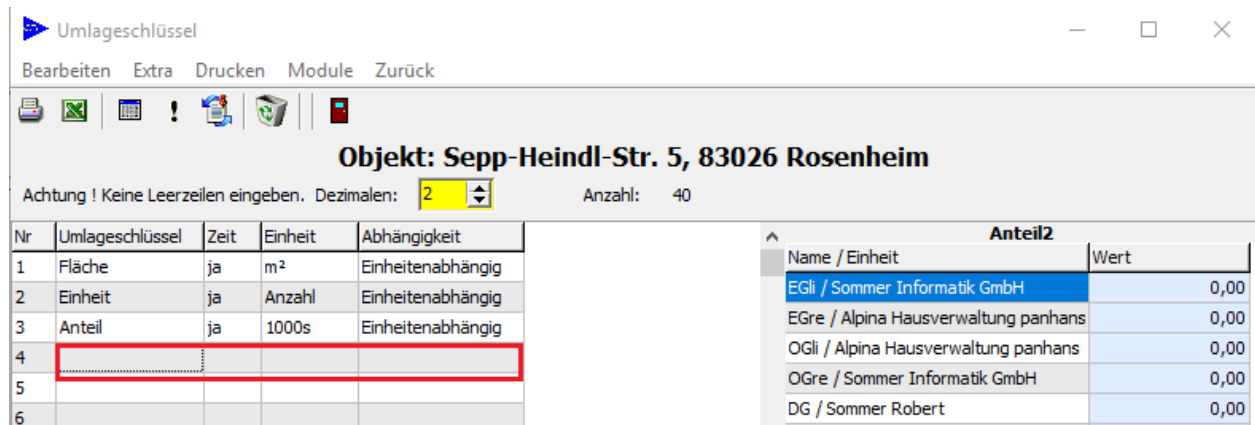 Umlageschlüssel
Bearbeiten Extra Drucken Module Zurück
Objekt: Sepp-Heindl-Str. 5, 83026 Rosenheim
Achtung ! Keine Leerzeilen eingeben. Dezimalen: 2 Anzahl: 40
Nr Umlageschlüssel Zeit Einheit Abhängigkeit
1 Fläche ja m² Einheitenabhängig
2 Einheit ja Anzahl Einheitenabhängig
3 Anteil ja 1000s Einheitenabhängig
4
5
6
Anteil2
Name / Einheit Wert
EGli / Sommer Informatik GmbH 0,00
EGre / Alpina Hausverwaltung panhans 0,00
OGli / Alpina Hausverwaltung panhans 0,00
OGre / Sommer Informatik GmbH 0,00
DG / Sommer Robert 0,00